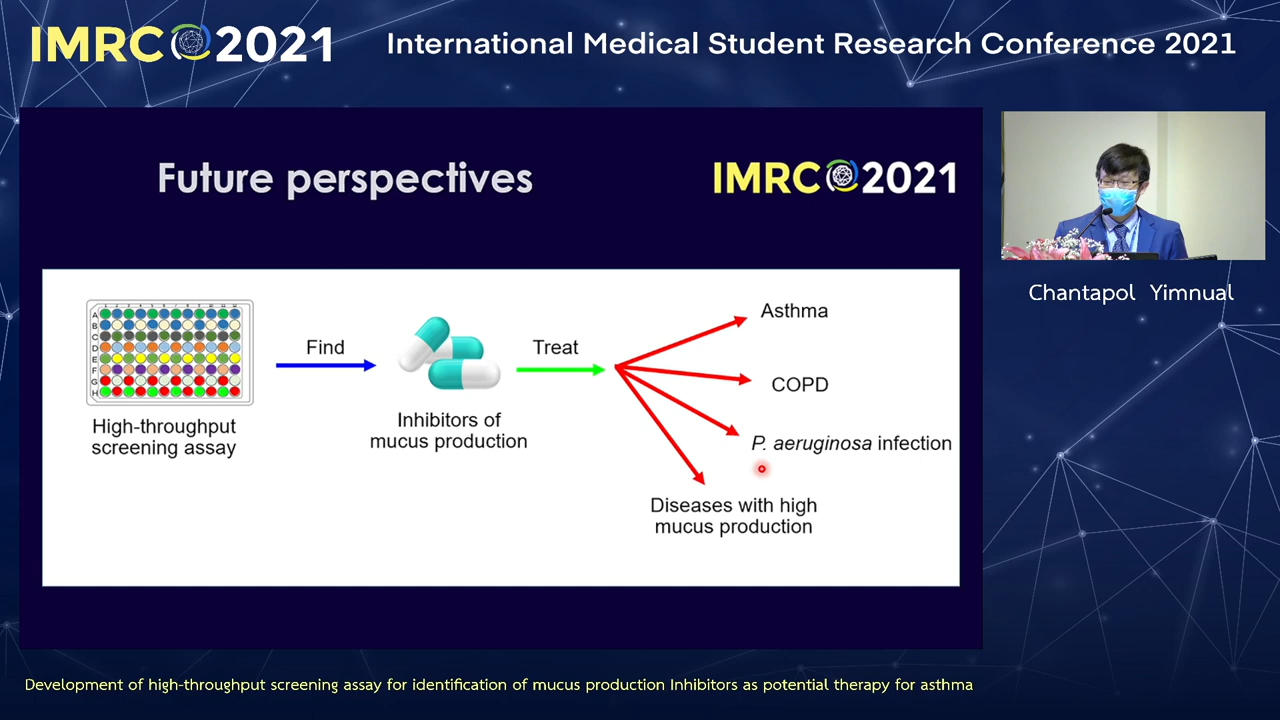 IMRC 2021
International Medical Student Research Conference 2021
Future perspectives
IMRC 2021
A
B
C
D
E
F
G
H
Find
Treat
High-throughput
screening assay
Inhibitors of
mucus production
Asthma
COPD
P. aeruginosa infection
Diseases with high
mucus production
Chantapol Yimnual
Development of high-throughput screening assay for identification of mucus production Inhibitors as potential therapy for asthma